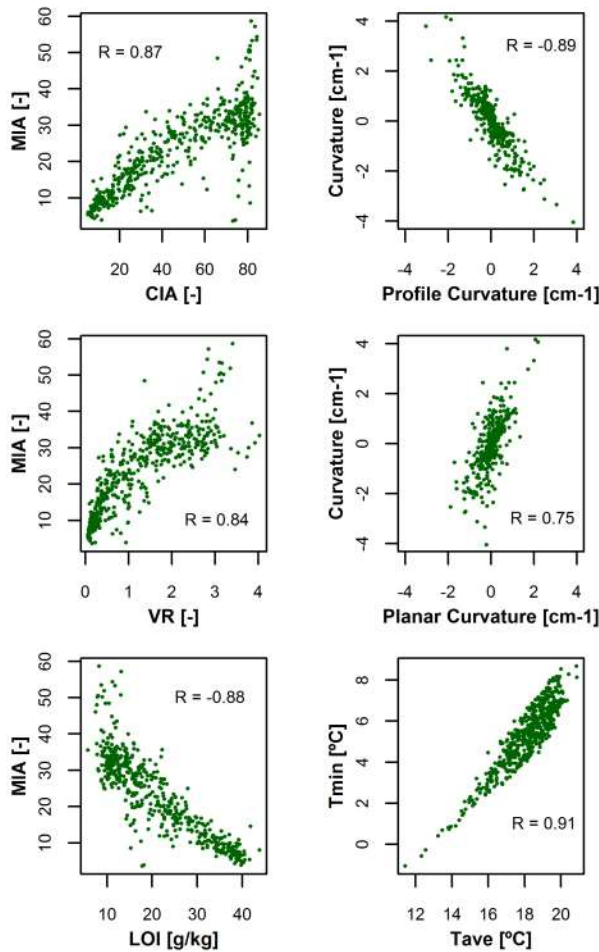 60
50
40
30
20
10
MIA [-]
R = 0.87
20 40 60 80
CIA [-]
4
2
0
-2
-4
Curvature [cm-1]
R = -0.89
-4 -2 0 2 4
Profile Curvature [cm-1]
60
50
40
30
20
10
MIA [-]
R = 0.84
0 1 2 3 4
VR [-]
4
2
0
-2
-4
Curvature [cm-1]
R = 0.75
-4 -2 0 2 4
Planar Curvature [cm-1]
60
50
40
30
20
10
MIA [-]
R = -0.88
10 20 30 40
LOI [g/kg]
8
6
4
2
0
Tmin [ºC]
R = 0.91
12 14 16 18 20
Tave [ºC]